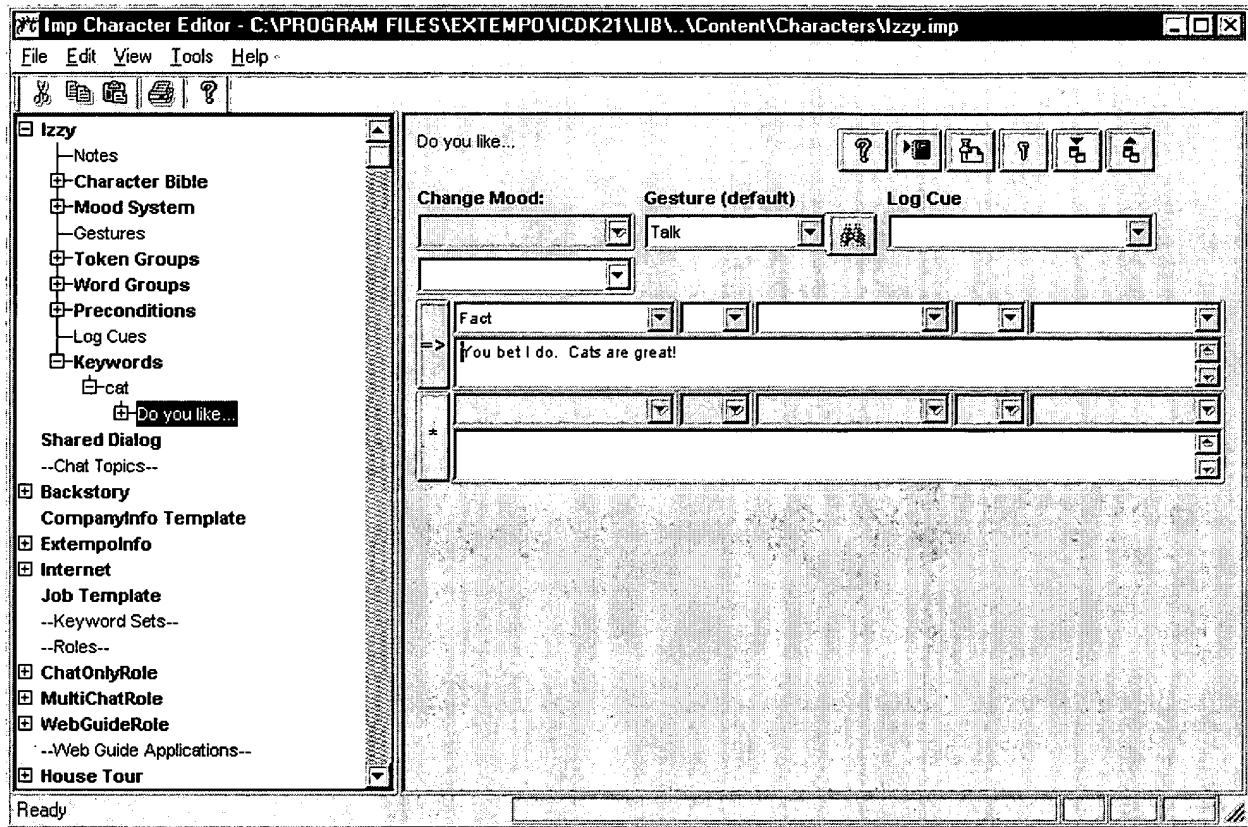 Imp Character Editor - C:\PROGRAM FILES\EXTEMPO\ICDK21\LIB\..\Content\Characters\Izzy.imp
File Edit View Tools Help
Izzy
Notes
Character Bible
Mood System
Gestures
Token Groups
Word Groups
Preconditions
Log Cues
Keywords
cat
Do you like...
Shared Dialog
--Chat Topics--
Backstory
CompanyInfo Template
ExtempoInfo
Internet
Job Template
--Keyword Sets--
--Roles--
ChatOnlyRole
MultiChatRole
WebGuideRole
--Web Guide Applications--
House Tour
Do you like...
Change Mood: Gesture (default) Log Cue
Talk
Fact
=>
You bet I do. Cats are great!
*
Ready